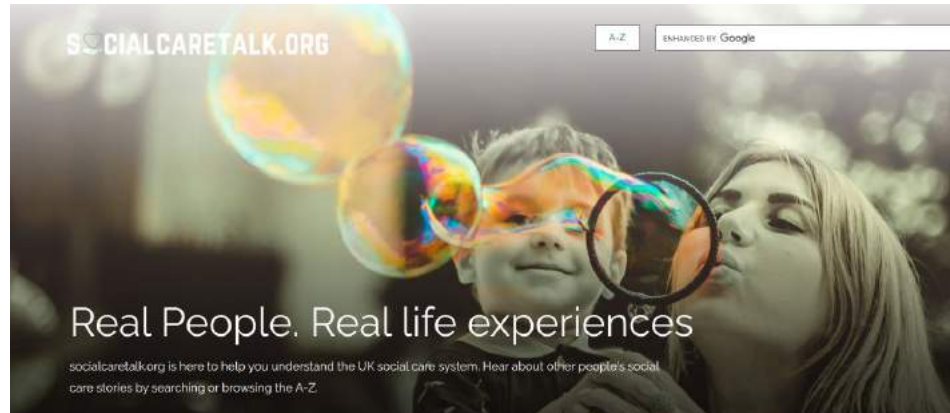 SOCIALCARETALK.ORG
A-Z
ENHANCED BY Google
Real People. Real life experiences
socialcaretalk.org is here to help you understand the UK social care system. Hear about other people's social
care stories by searching or browsing the A-Z.